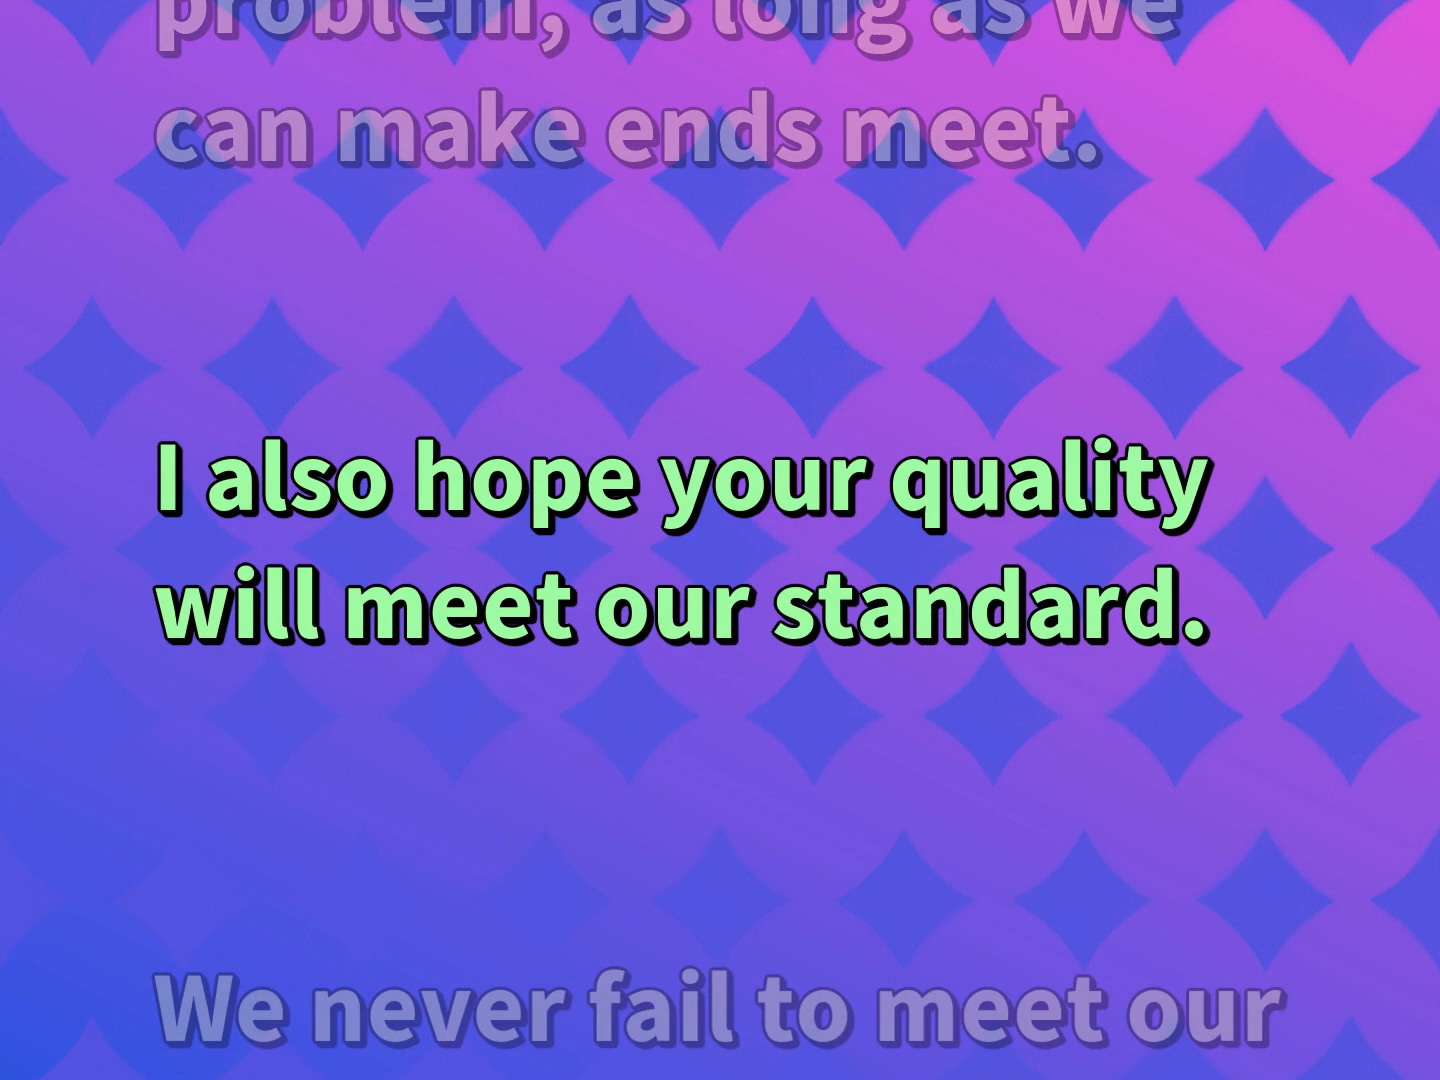 problem, as long as we
can make ends meet.
I also hope your quality
will meet our standard.
We never fail to meet our